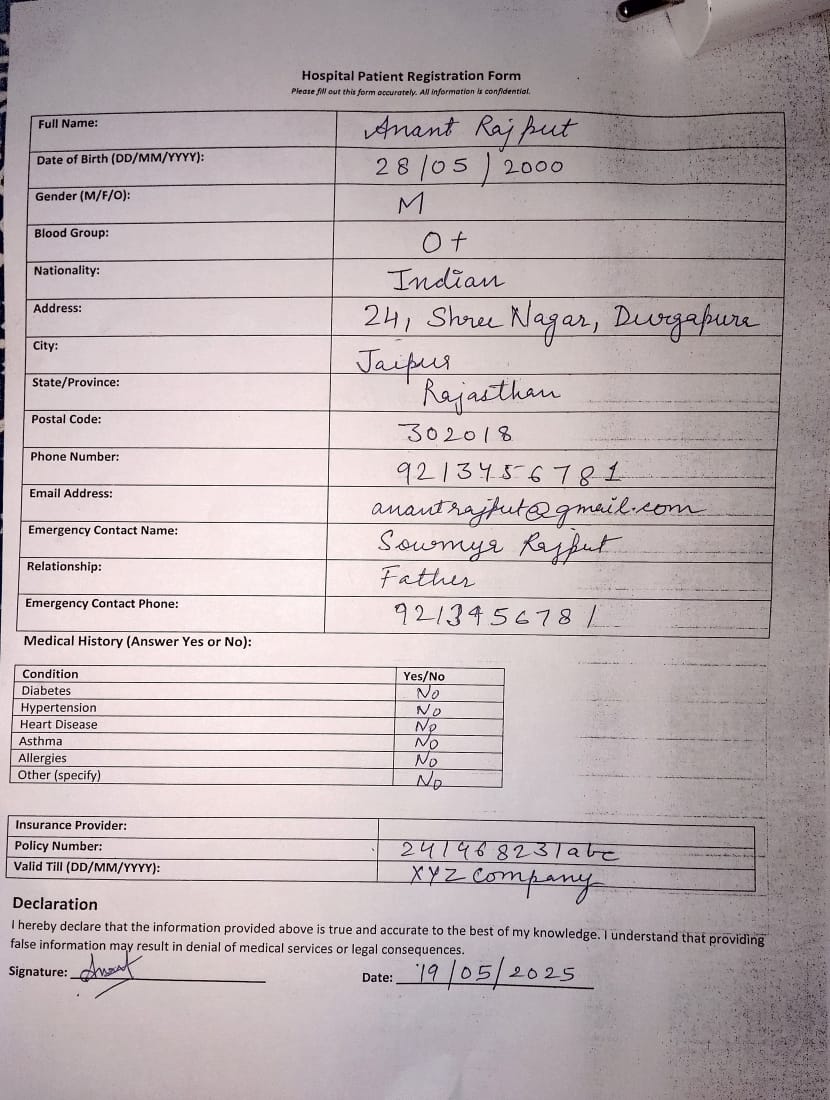 Hospital Patient Registration Form
Please fill out this form accurately. All information is confidential.
Full Name: Anant Rajput
Date of Birth (DD/MM/YYYY): 28/05/2000
Gender (M/F/O): M
Blood Group: O+
Nationality: Indian
Address: 24, Shree Nagar, Durgapura
City: Jaipur
State/Province: Rajasthan
Postal Code: 302018
Phone Number: 9213456781
Email Address: anantrajput@gmail.com
Emergency Contact Name: Sowmya Rajput
Relationship: Father
Emergency Contact Phone: 9213456781
Medical History (Answer Yes or No):
Condition Yes/No
Diabetes No
Hypertension No
Heart Disease No
Asthma No
Allergies No
Other (specify) No
Insurance Provider:
Policy Number: 241968231abc
Valid Till (DD/MM/YYYY): XYZ Company
Declaration
I hereby declare that the information provided above is true and accurate to the best of my knowledge. I understand that providing
false information may result in denial of medical services or legal consequences.
Signature: Anant
Date: 19/05/2025